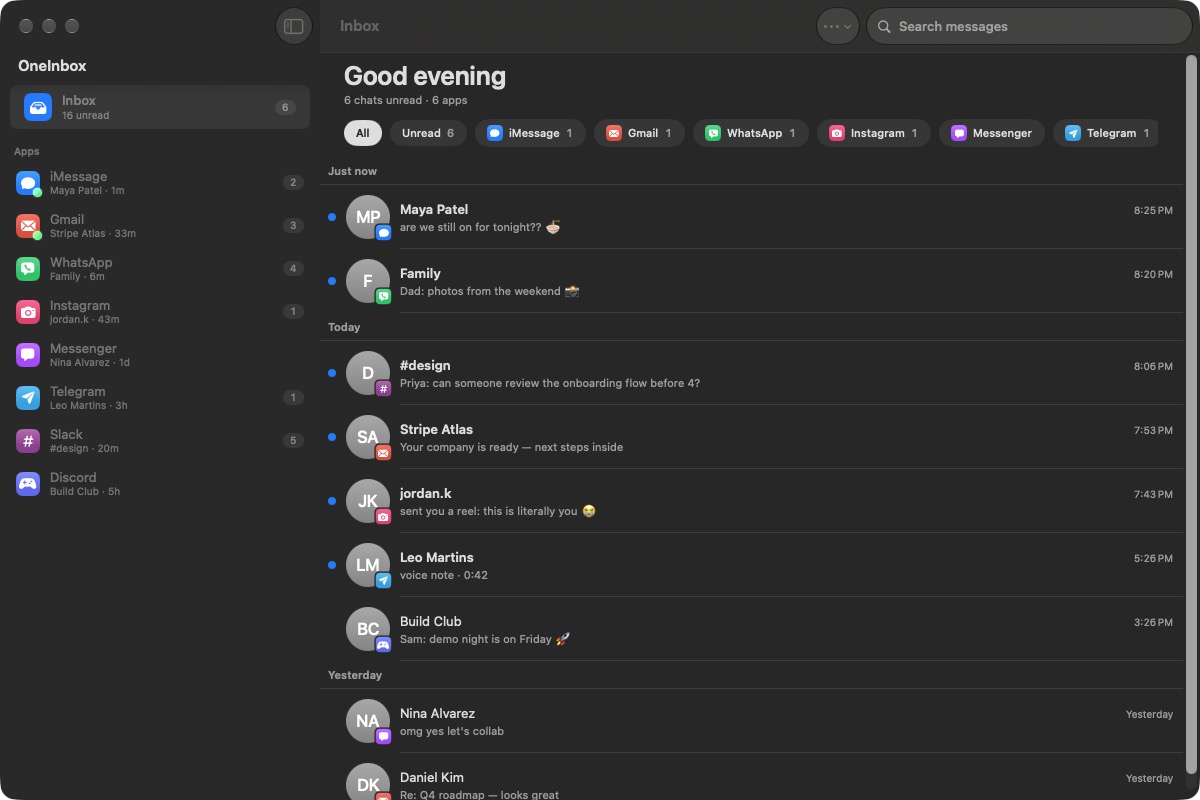 OneInbox
Inbox
16 unread
6
Apps
iMessage
Maya Patel · 1m
2
Gmail
Stripe Atlas · 33m
3
WhatsApp
Family · 6m
4
Instagram
jordan.k · 43m
1
Messenger
Nina Alvarez · 1d
Telegram
Leo Martins · 3h
1
Slack
#design · 20m
5
Discord
Build Club · 5h
Inbox
Search messages
Good evening
6 chats unread · 6 apps
All
Unread 6
iMessage 1
Gmail 1
WhatsApp 1
Instagram 1
Messenger
Telegram 1
Just now
MP
Maya Patel
8:25 PM
are we still on for tonight?? 🍜
F
Family
8:20 PM
Dad: photos from the weekend 📸
Today
D
#design
8:06 PM
Priya: can someone review the onboarding flow before 4?
SA
Stripe Atlas
7:53 PM
Your company is ready — next steps inside
JK
jordan.k
7:43 PM
sent you a reel: this is literally you 😭
LM
Leo Martins
5:26 PM
voice note · 0:42
BC
Build Club
3:26 PM
Sam: demo night is on Friday 🚀
Yesterday
NA
Nina Alvarez
Yesterday
omg yes let's collab
DK
Daniel Kim
Yesterday
Re: Q4 roadmap — looks great